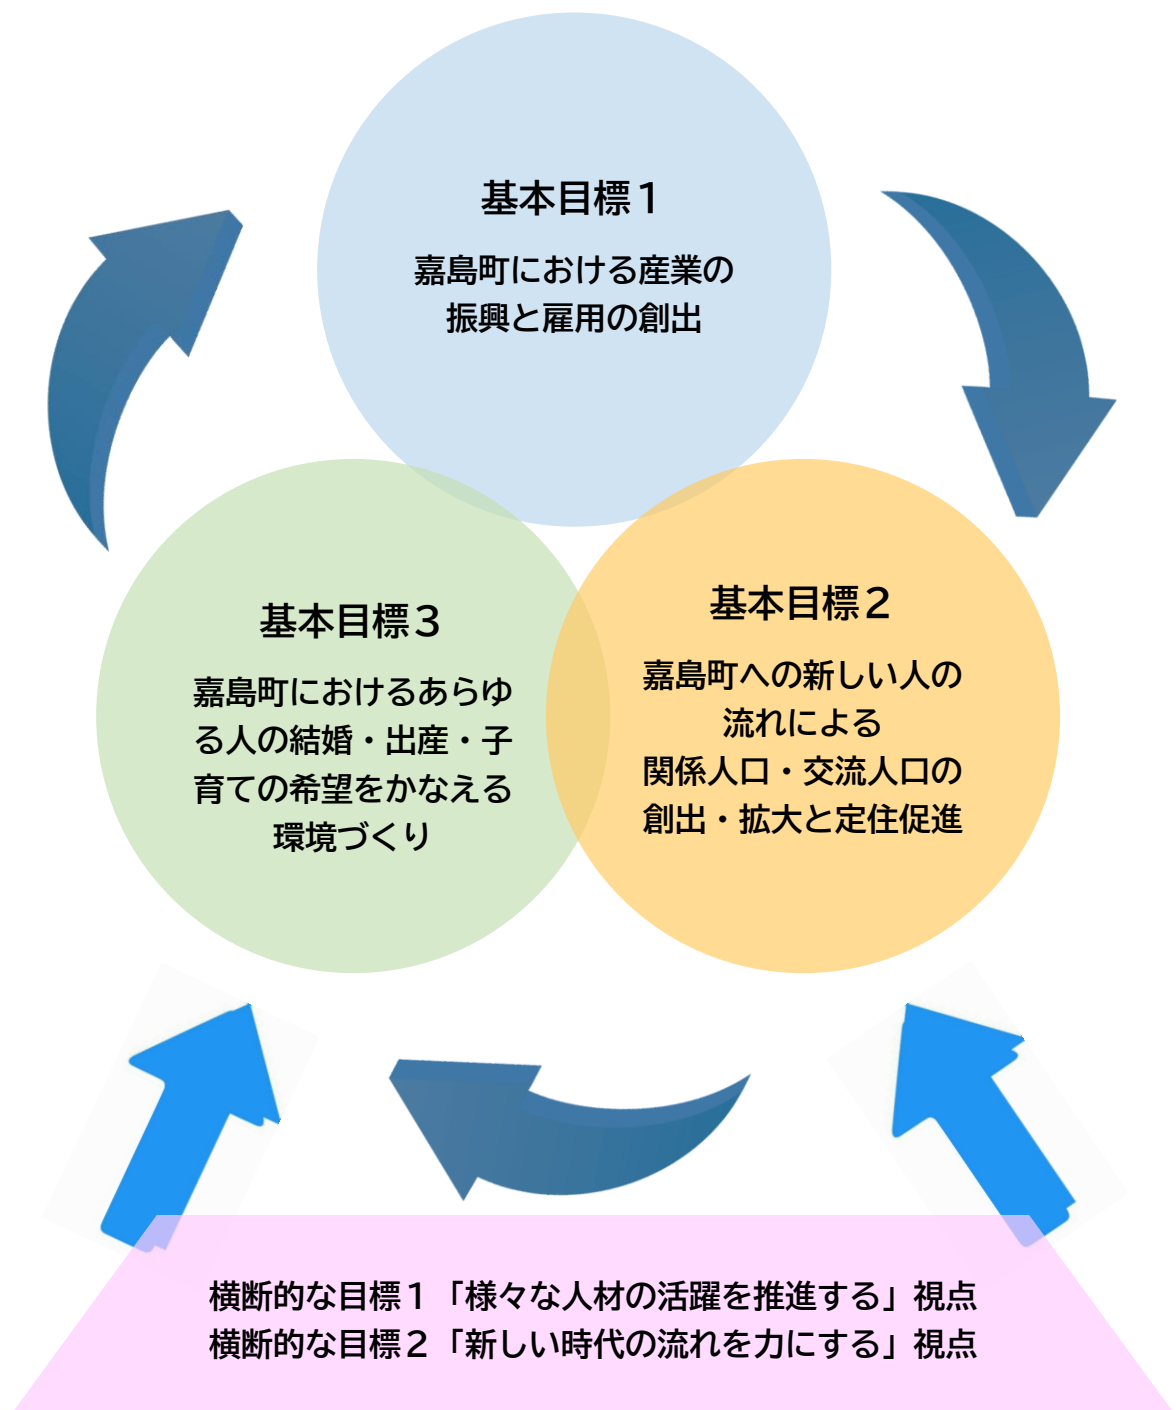 基本目標１
嘉島町における産業の
振興と雇用の創出
基本目標２
嘉島町への新しい人の
流れによる
関係人口・交流人口の
創出・拡大と定住促進
基本目標３
嘉島町におけるあらゆ
る人の結婚・出産・子
育ての希望をかなえる
環境づくり
横断的な目標１「様々な人材の活躍を推進する」視点
横断的な目標２「新しい時代の流れを力にする」視点